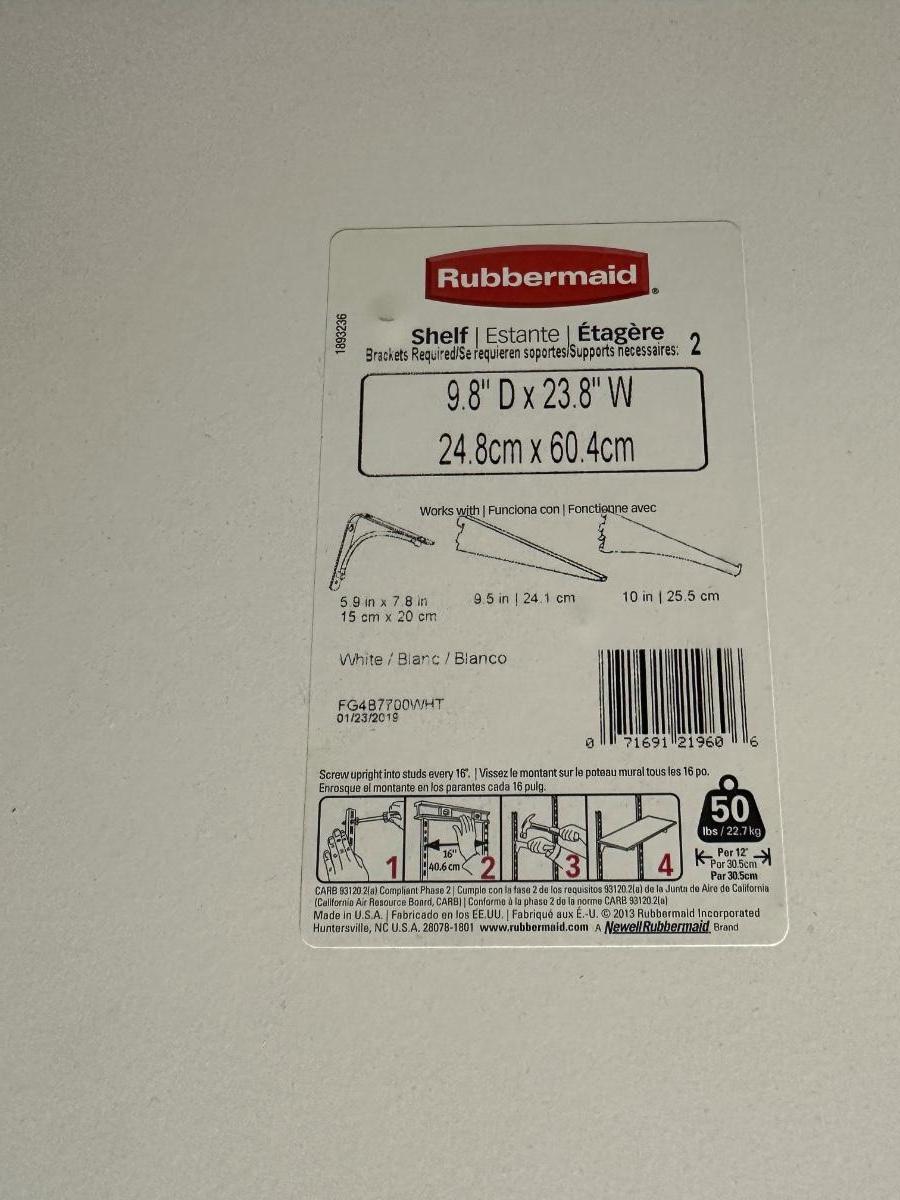 Rubbermaid®
1893236
Shelf | Estante | Étagère
Brackets Required/Se requieren soportes/Supports necessaires: 2
9.8" D x 23.8" W
24.8cm x 60.4cm
Works with | Funciona con | Fonctionne avec
5.9 in x 7.8 in
15 cm x 20 cm
9.5 in | 24.1 cm
10 in | 25.5 cm
White / Blanc / Blanco
FG4B7700WHT
01/23/2019
0 71691 21960 6
Screw upright into studs every 16". | Vissez le montant sur le poteau mural tous les 16 po.
Enrosque el montante en los parantes cada 16 pulg.
1
16"
40.6 cm
2
3
4
50
lbs / 22.7 kg
Per 12"
Por 30.5cm
Par 30.5cm
CARB 93120.2(a) Compliant Phase 2 | Cumple con la fase 2 de los requisitos 93120.2(a) de la Junta de Aire de California
(California Air Resource Board, CARB) | Conforme à la phase 2 de la norme CARB 93120.2(a)
Made in U.S.A. | Fabricado en los EE.UU. | Fabriqué aux É.-U. © 2013 Rubbermaid Incorporated
Huntersville, NC U.S.A. 28078-1801 www.rubbermaid.com A NewellRubbermaid Brand